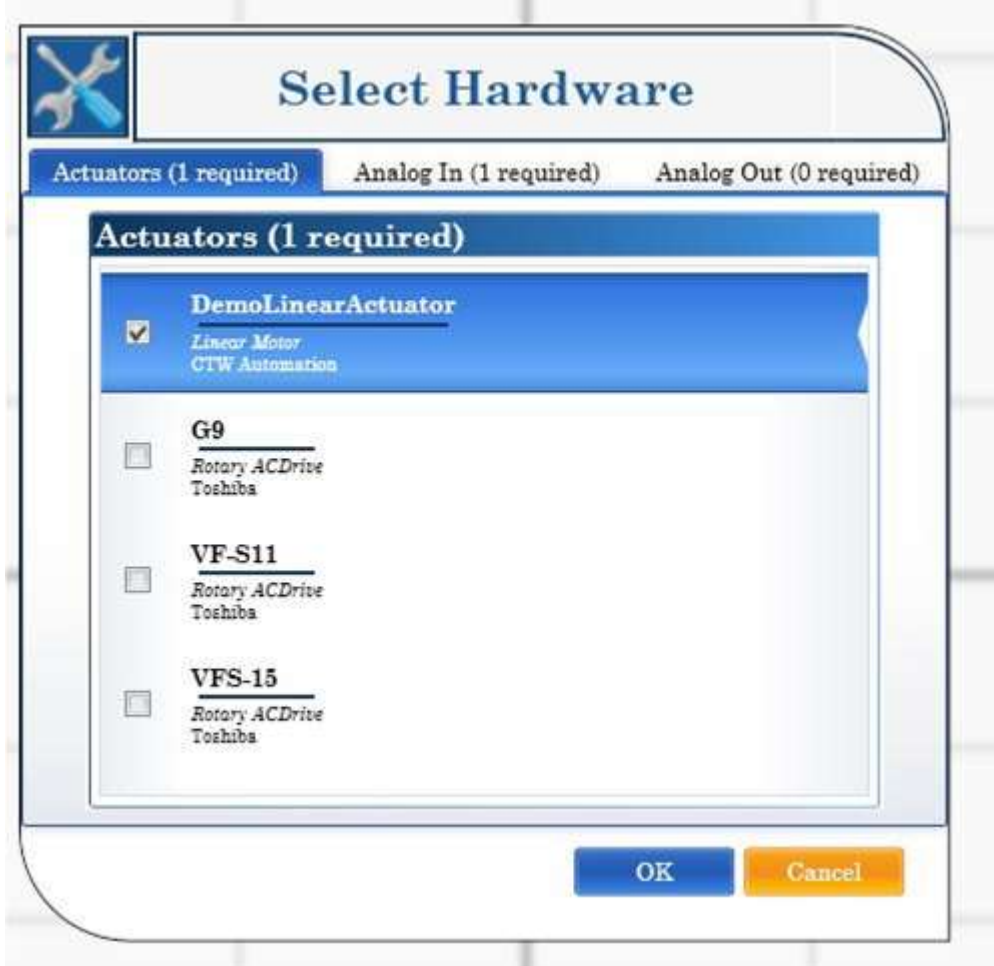 Select Hardware
Actuators (1 required)
Analog In (1 required)
Analog Out (0 required)
Actuators (1 required)
DemoLinearActuator
Linear Motor
CTW Automation
G9
Rotary ACDrive
Toshiba
VF-S11
Rotary ACDrive
Toshiba
VFS-15
Rotary ACDrive
Toshiba
OK
Cancel